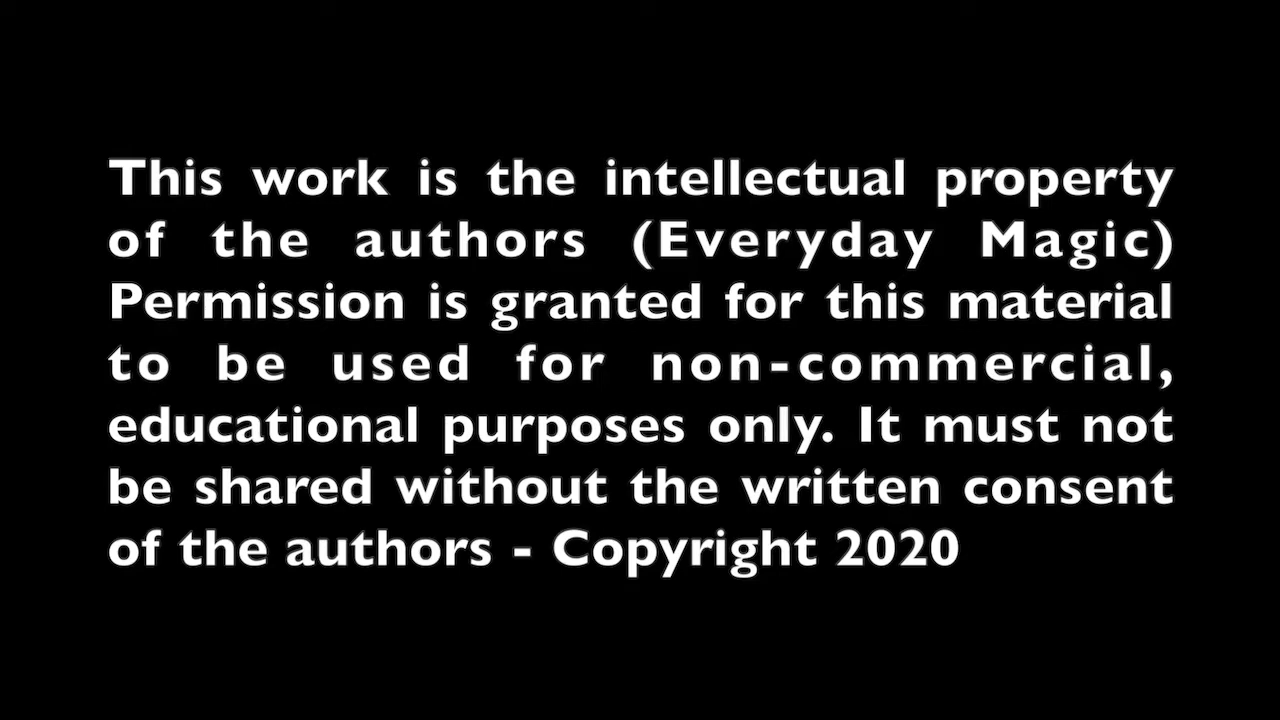 This work is the intellectual property
of the authors (Everyday Magic)
Permission is granted for this material
to be used for non-commercial,
educational purposes only. It must not
be shared without the written consent
of the authors - Copyright 2020